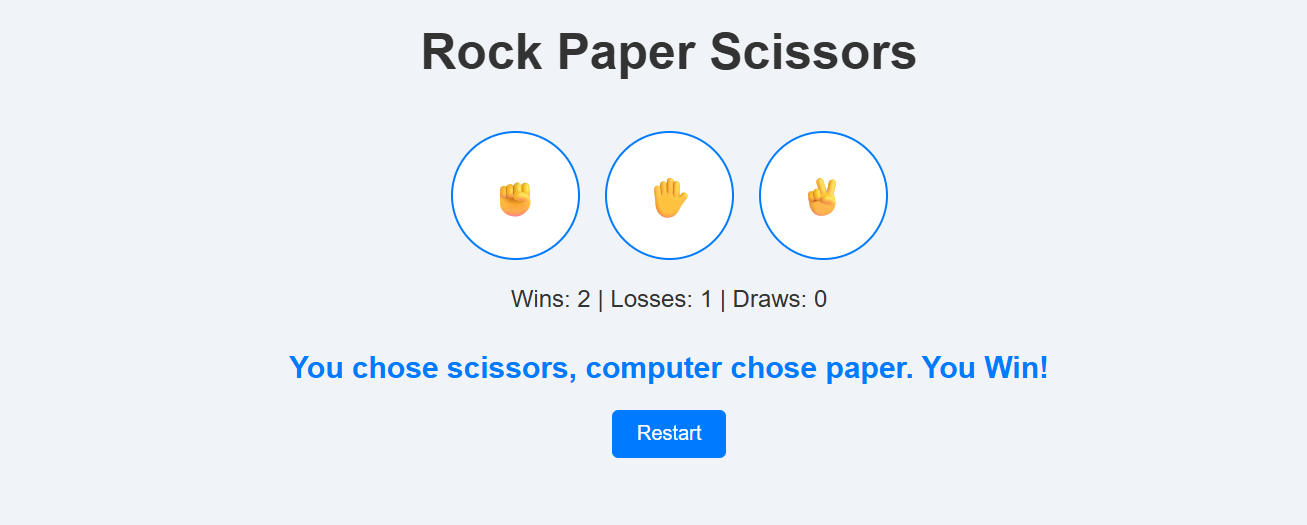 Rock Paper Scissors
Wins: 2 | Losses: 1 | Draws: 0
You chose scissors, computer chose paper. You Win!
Restart